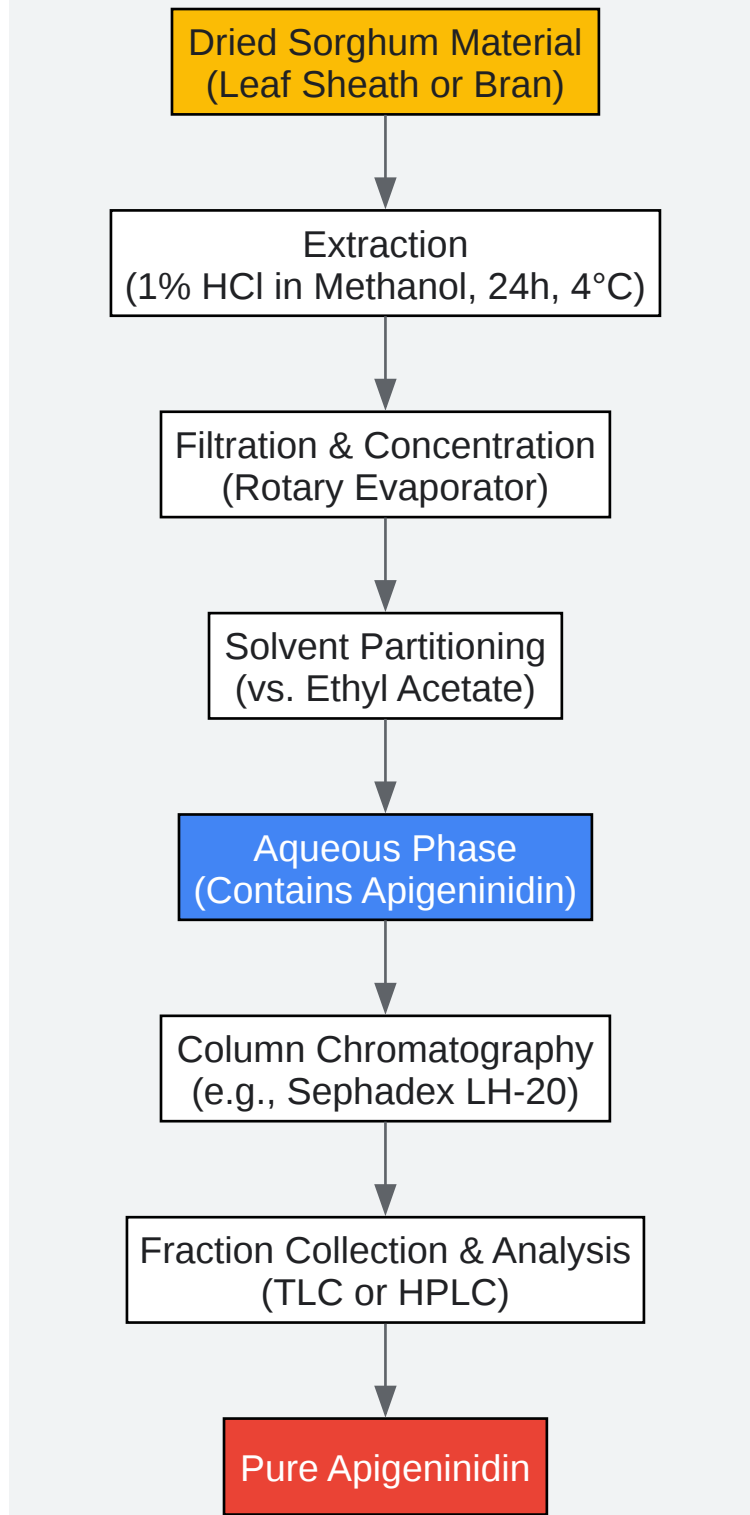 Dried Sorghum Material
(Leaf Sheath or Bran)
Extraction
(1% HCl in Methanol, 24h, 4°C)
Filtration & Concentration
(Rotary Evaporator)
Solvent Partitioning
(vs. Ethyl Acetate)
Aqueous Phase
(Contains Apigeninidin)
Column Chromatography
(e.g., Sephadex LH-20)
Fraction Collection & Analysis
(TLC or HPLC)
Pure Apigeninidin